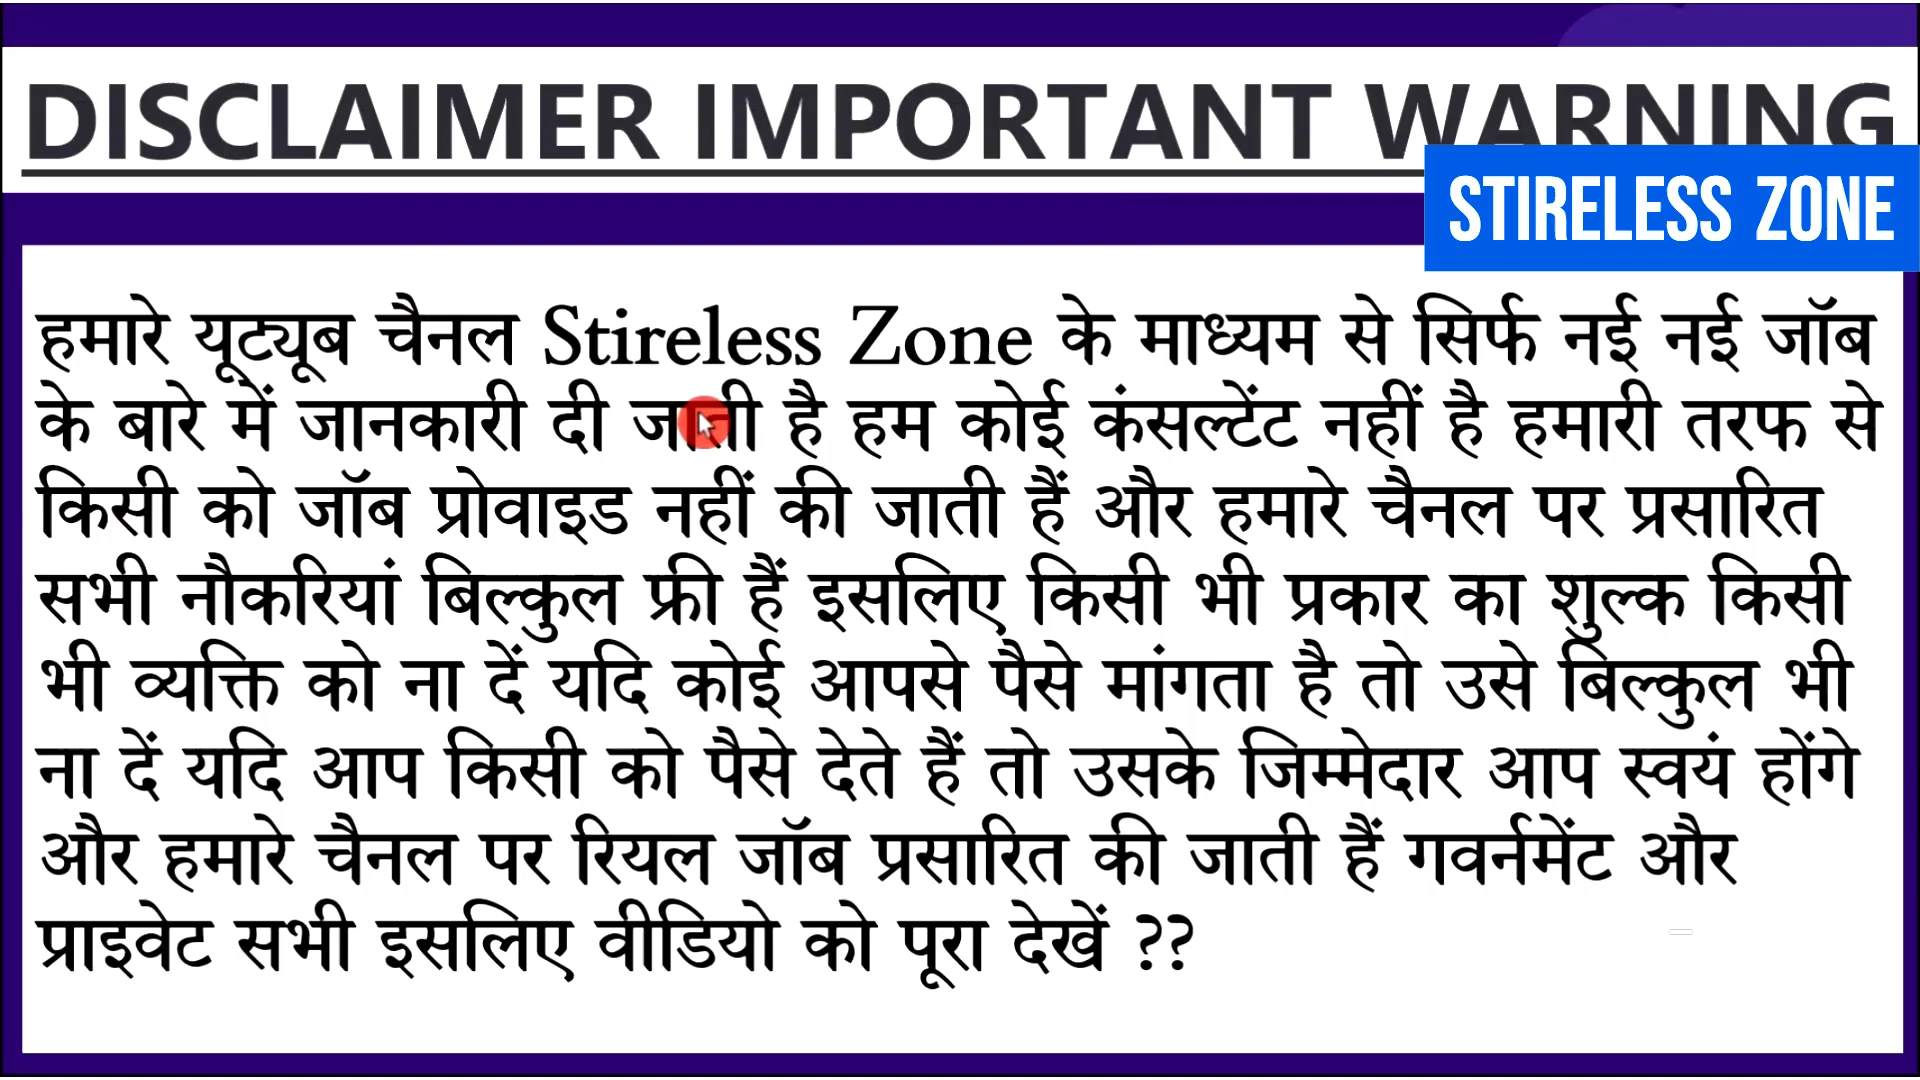 DISCLAIMER IMPORTANT WARNING
STIRELESS ZONE
हमारे यूट्यूब चैनल Stireless Zone के माध्यम से सिर्फ नई नई जॉब
के बारे में जानकारी दी जाती है हम कोई कंसल्टेंट नहीं है हमारी तरफ से
किसी को जॉब प्रोवाइड नहीं की जाती हैं और हमारे चैनल पर प्रसारित
सभी नौकरियां बिल्कुल फ्री हैं इसलिए किसी भी प्रकार का शुल्क किसी
भी व्यक्ति को ना दें यदि कोई आपसे पैसे मांगता है तो उसे बिल्कुल भी
ना दें यदि आप किसी को पैसे देते हैं तो उसके जिम्मेदार आप स्वयं होंगे
और हमारे चैनल पर रियल जॉब प्रसारित की जाती हैं गवर्नमेंट और
प्राइवेट सभी इसलिए वीडियो को पूरा देखें ??